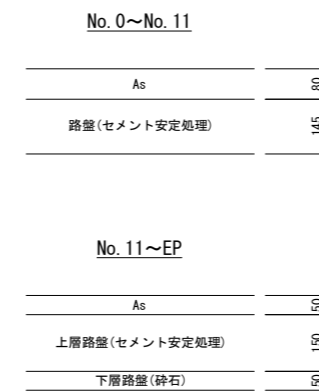 No. 0～No. 11
As 80
路盤(セメント安定処理) 145
No. 11～EP
As 50
上層路盤(セメント安定処理) 150
下層路盤(砕石) 50